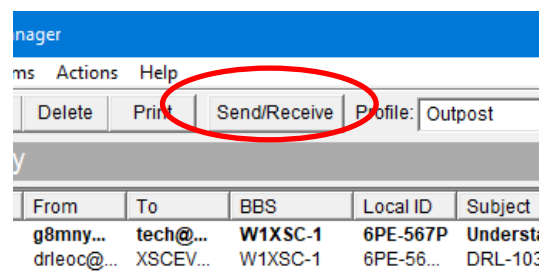 nager
ms Actions Help
Delete Print Send/Receive Profile: Outpost
y
From To BBS Local ID Subject
g8mny... tech@... W1XSC-1 6PE-567P Understa
drleoc@... XSCEV... W1XSC-1 6PE-56... DRL-103